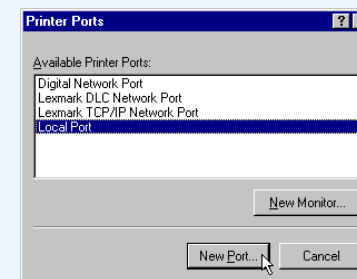 Printer Ports
Available Printer Ports:
Digital Network Port
Lexmark DLC Network Port
Lexmark TCP/IP Network Port
Local Port
New Monitor...
New Port...
Cancel